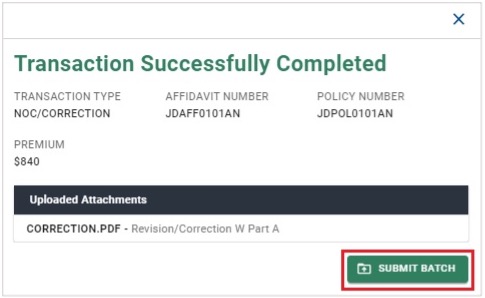 Transaction Successfully Completed
TRANSACTION TYPE AFFIDAVIT NUMBER POLICY NUMBER
NOC/CORRECTION JDAFF0101AN JDPOL0101AN
PREMIUM
$840
Uploaded Attachments
CORRECTION.PDF - Revision/Correction W Part A
SUBMIT BATCH